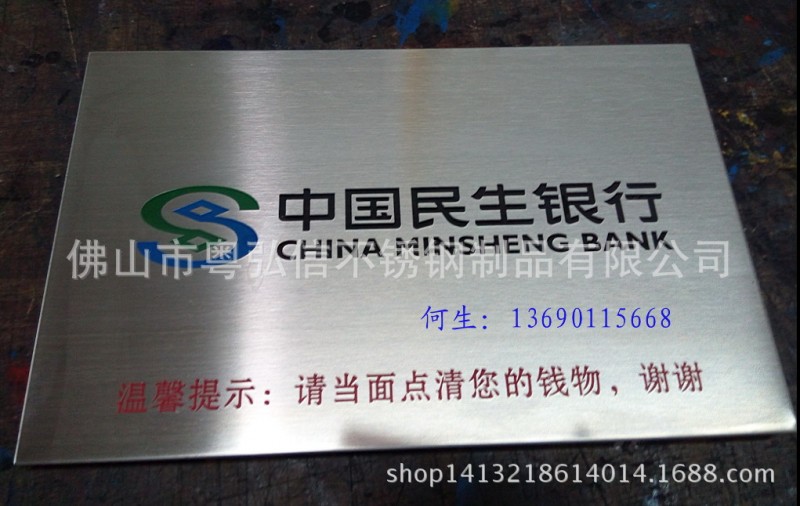 中国民生银行
CHINA MINSHENG BANK
佛山市粤弘信不锈钢制品有限公司
何生：13690115668
温馨提示：请当面点清您的钱物，谢谢
shop1413218614014.1688.com